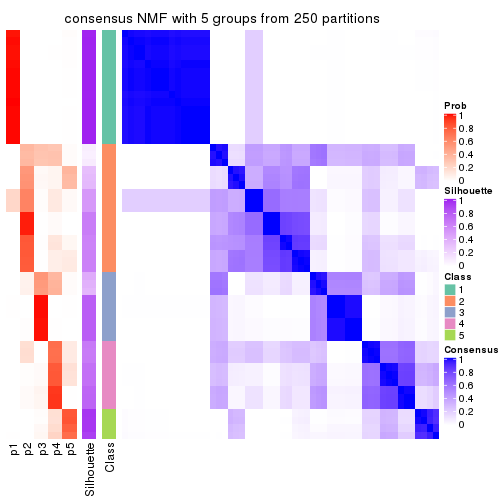 consensus NMF with 5 groups from 250 partitions
Prob
1
0.8
0.6
0.4
0.2
0
Silhouette
1
0.8
0.6
0.4
0.2
0
Class
1
2
3
4
5
Consensus
1
0.8
0.6
0.4
0.2
0
p1
p2
p3
p4
p5
Silhouette
Class